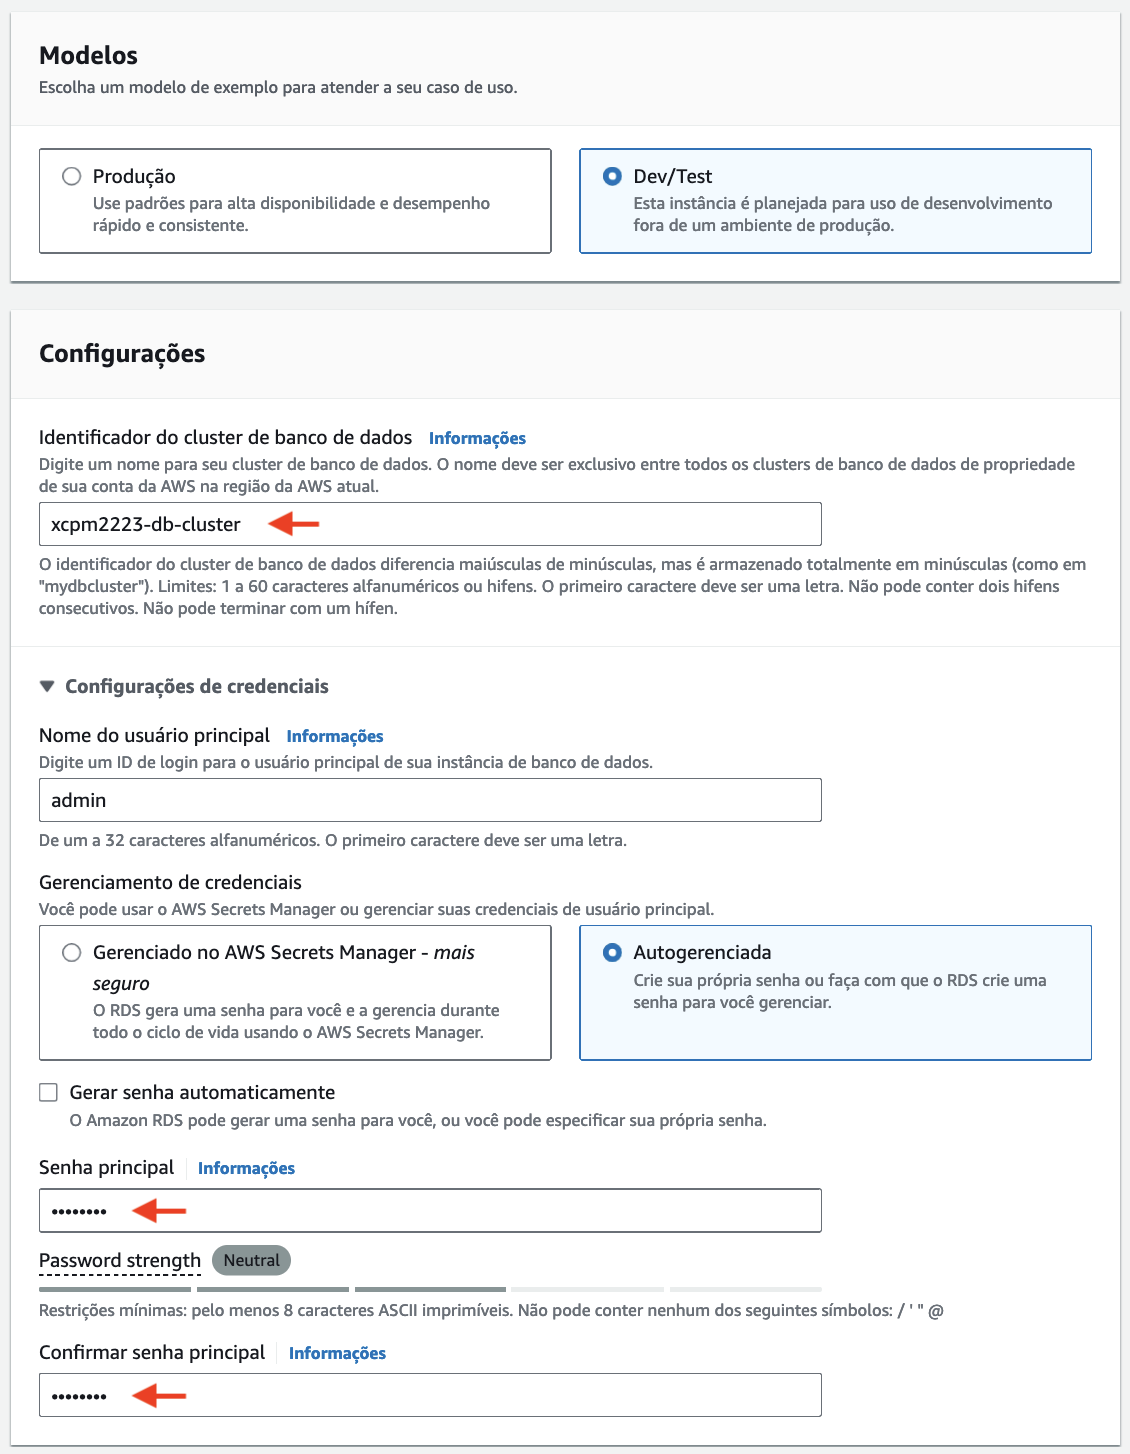 Modelos
Escolha um modelo de exemplo para atender a seu caso de uso.
Produção
Use padrões para alta disponibilidade e desempenho
rápido e consistente.
Dev/Test
Esta instância é planejada para uso de desenvolvimento
fora de um ambiente de produção.
Configurações
Identificador do cluster de banco de dados Informações
Digite um nome para seu cluster de banco de dados. O nome deve ser exclusivo entre todos os clusters de banco de dados de propriedade
de sua conta da AWS na região da AWS atual.
xcpm2223-db-cluster
O identificador do cluster de banco de dados diferencia maiúsculas de minúsculas, mas é armazenado totalmente em minúsculas (como em
"mydbcluster"). Limites: 1 a 60 caracteres alfanuméricos ou hifens. O primeiro caractere deve ser uma letra. Não pode conter dois hifens
consecutivos. Não pode terminar com um hífen.
Configurações de credenciais
Nome do usuário principal Informações
Digite um ID de login para o usuário principal de sua instância de banco de dados.
admin
De um a 32 caracteres alfanuméricos. O primeiro caractere deve ser uma letra.
Gerenciamento de credenciais
Você pode usar o AWS Secrets Manager ou gerenciar suas credenciais de usuário principal.
Gerenciado no AWS Secrets Manager - mais
seguro
O RDS gera uma senha para você e a gerencia durante
todo o ciclo de vida usando o AWS Secrets Manager.
Autogerenciada
Crie sua própria senha ou faça com que o RDS crie uma
senha para você gerenciar.
Gerar senha automaticamente
O Amazon RDS pode gerar uma senha para você, ou você pode especificar sua própria senha.
Senha principal Informações
••••••••
Password strength Neutral
Restrições mínimas: pelo menos 8 caracteres ASCII imprimíveis. Não pode conter nenhum dos seguintes símbolos: / ' " @
Confirmar senha principal Informações
••••••••